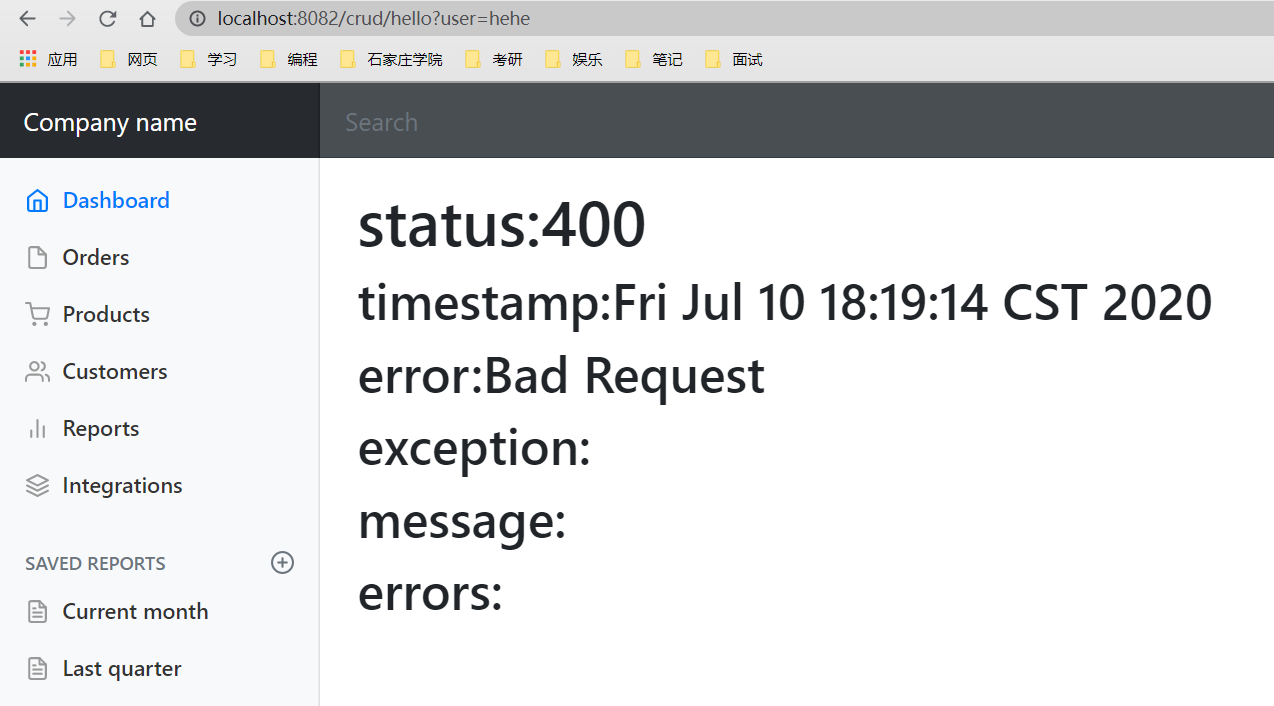 localhost:8082/crud/hello?user=hehe
应用 网页 学习 编程 石家庄学院 考研 娱乐 笔记 面试
Company name Search
Dashboard
Orders
Products
Customers
Reports
Integrations
SAVED REPORTS
Current month
Last quarter
status:400
timestamp:Fri Jul 10 18:19:14 CST 2020
error:Bad Request
exception:
message:
errors: